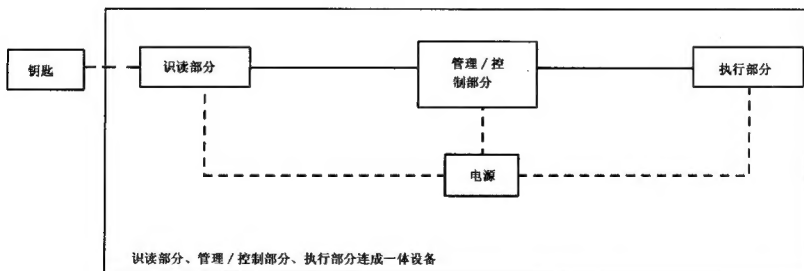 钥匙
识读部分
管理／控
制部分
执行部分
电源
识读部分、管理／控制部分、执行部分连成一体设备